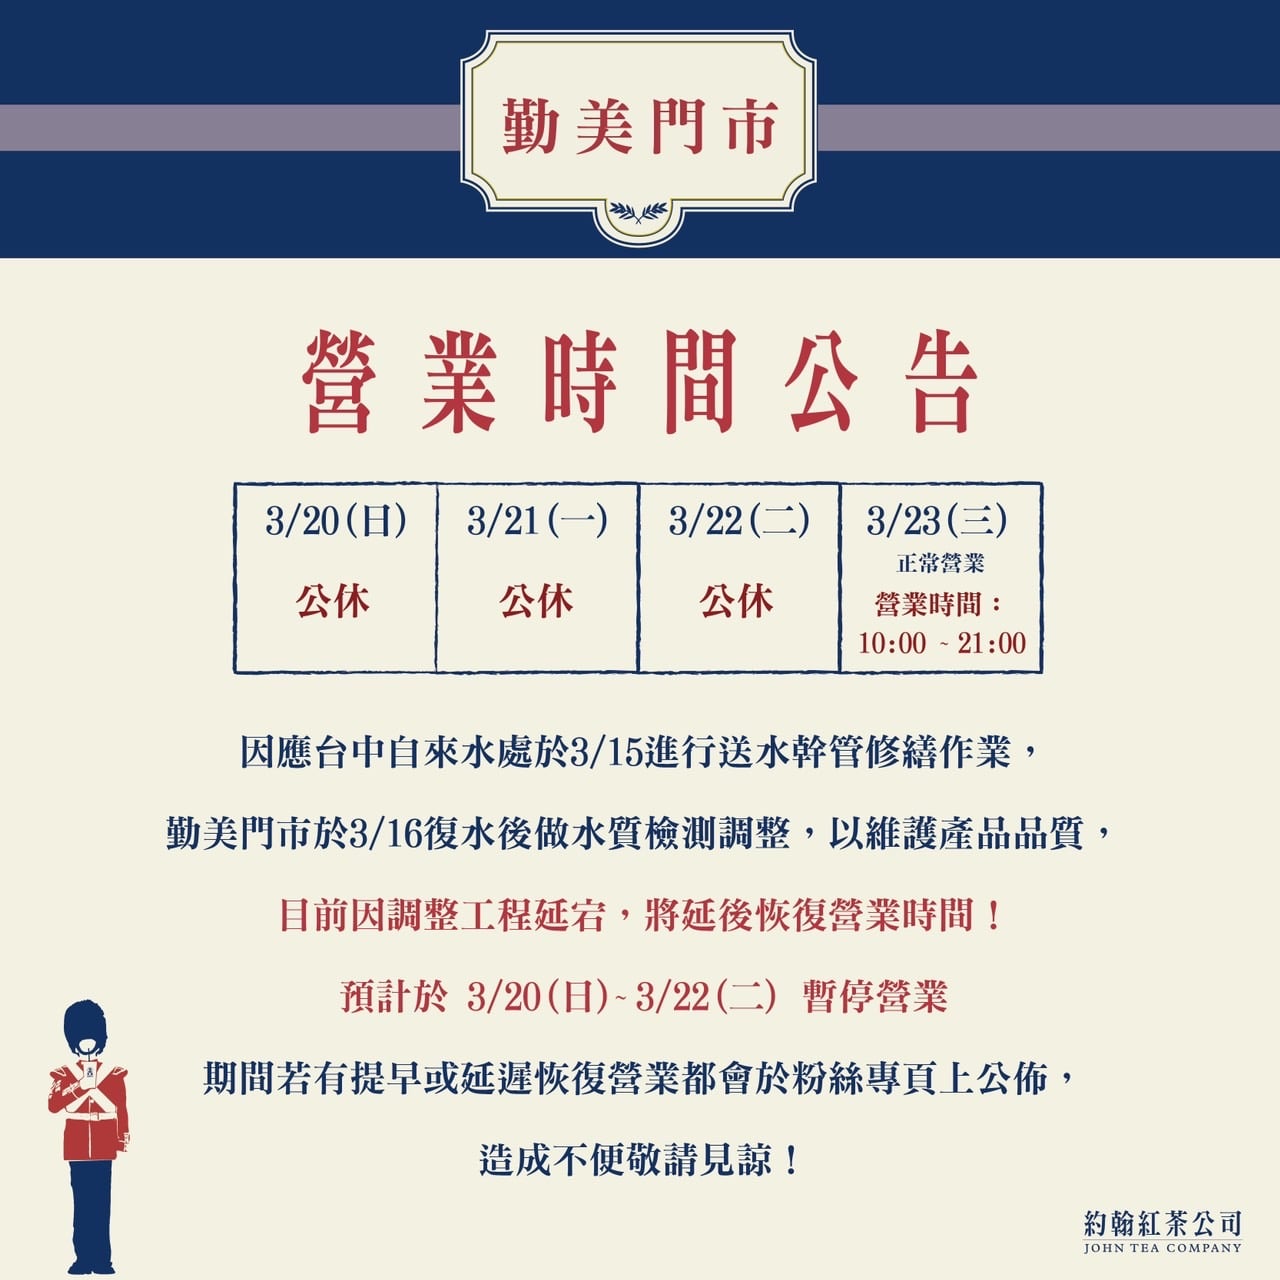 勤美門市
營業時間公告
3/20(日)
公休
3/21(一)
公休
3/22(二)
公休
3/23(三)
正常營業
營業時間：
10:00 ~ 21:00
因應台中自來水處於3/15進行送水幹管修繕作業，
勤美門市於3/16復水後做水質檢測調整，以維護產品品質，
目前因調整工程延宕，將延後恢復營業時間！
預計於 3/20(日)~3/22(二) 暫停營業
期間若有提早或延遲恢復營業都會於粉絲專頁上公佈，
造成不便敬請見諒！
約翰紅茶公司
JOHN TEA COMPANY